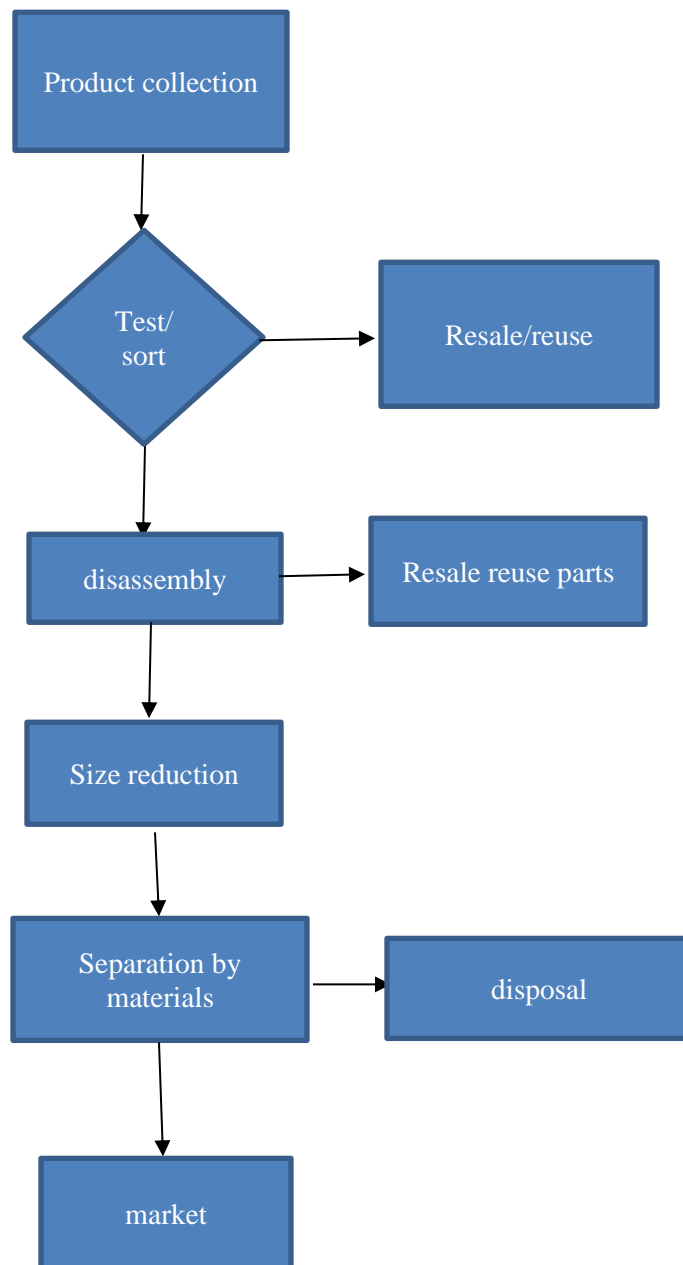 Product collection
Test/
sort
Resale/reuse
disassembly
Resale reuse parts
Size reduction
Separation by
materials
disposal
market